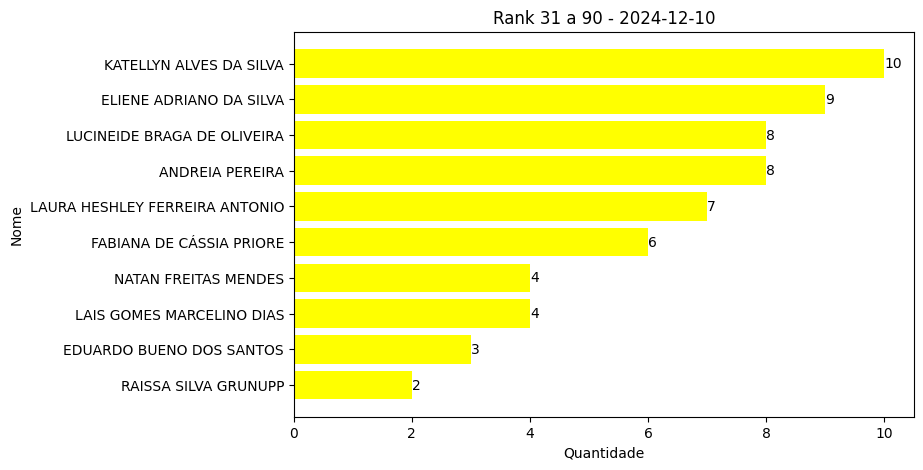 Rank 31 a 90 - 2024-12-10
Nome
KATELLYN ALVES DA SILVA 10
ELIENE ADRIANO DA SILVA 9
LUCINEIDE BRAGA DE OLIVEIRA 8
ANDREIA PEREIRA 8
LAURA HESHLEY FERREIRA ANTONIO 7
FABIANA DE CÁSSIA PRIORE 6
NATAN FREITAS MENDES 4
LAIS GOMES MARCELINO DIAS 4
EDUARDO BUENO DOS SANTOS 3
RAISSA SILVA GRUNUPP 2
0 2 4 6 8 10
Quantidade